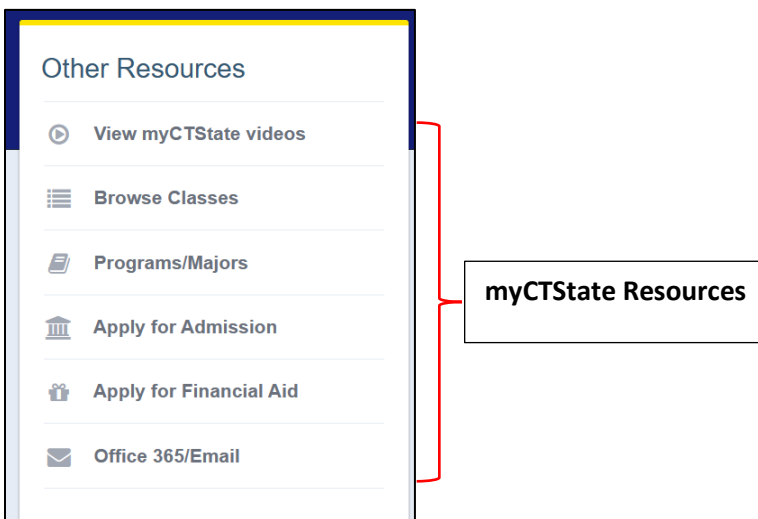 Other Resources
View myCTState videos
Browse Classes
Programs/Majors
Apply for Admission
Apply for Financial Aid
Office 365/Email
myCTState Resources